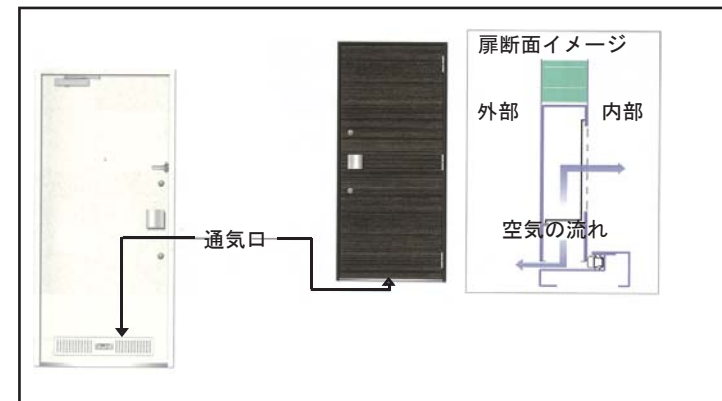 扉断面イメージ
外部
内部
通気口
空気の流れ